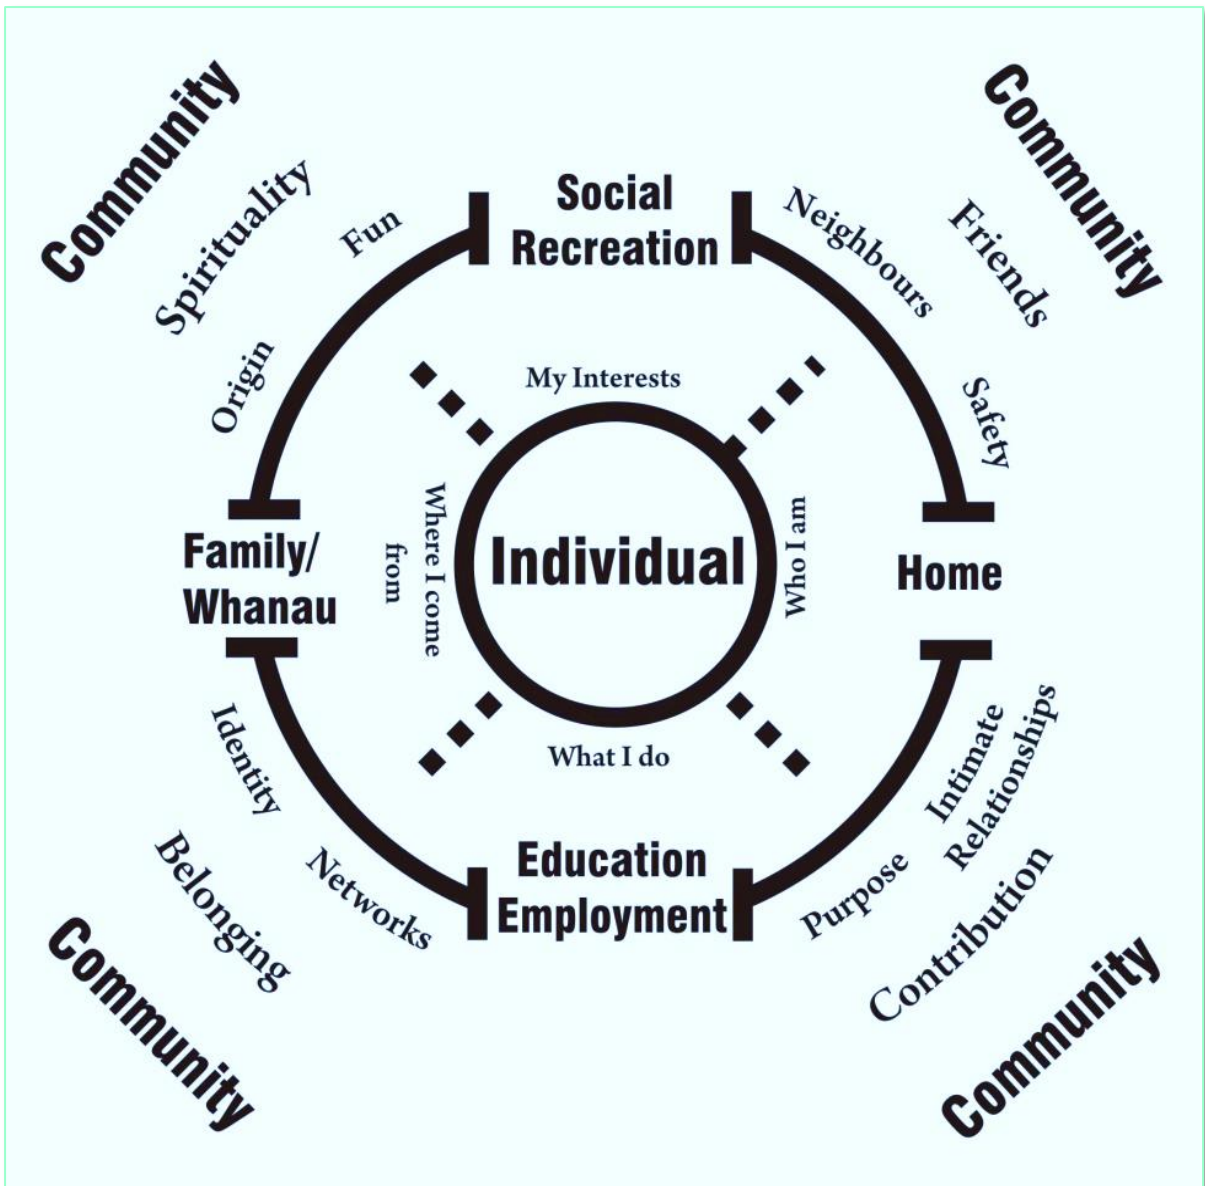 Community
Community
Spirituality
Fun
Social
Recreation
Neighbours
Friends
Origin
My Interests
Safety
Family/
Whanau
Where I come
from
Individual
Who I am
Home
Identity
What I do
Intimate
Relationships
Belonging
Networks
Education
Employment
Purpose
Contribution
Community
Community